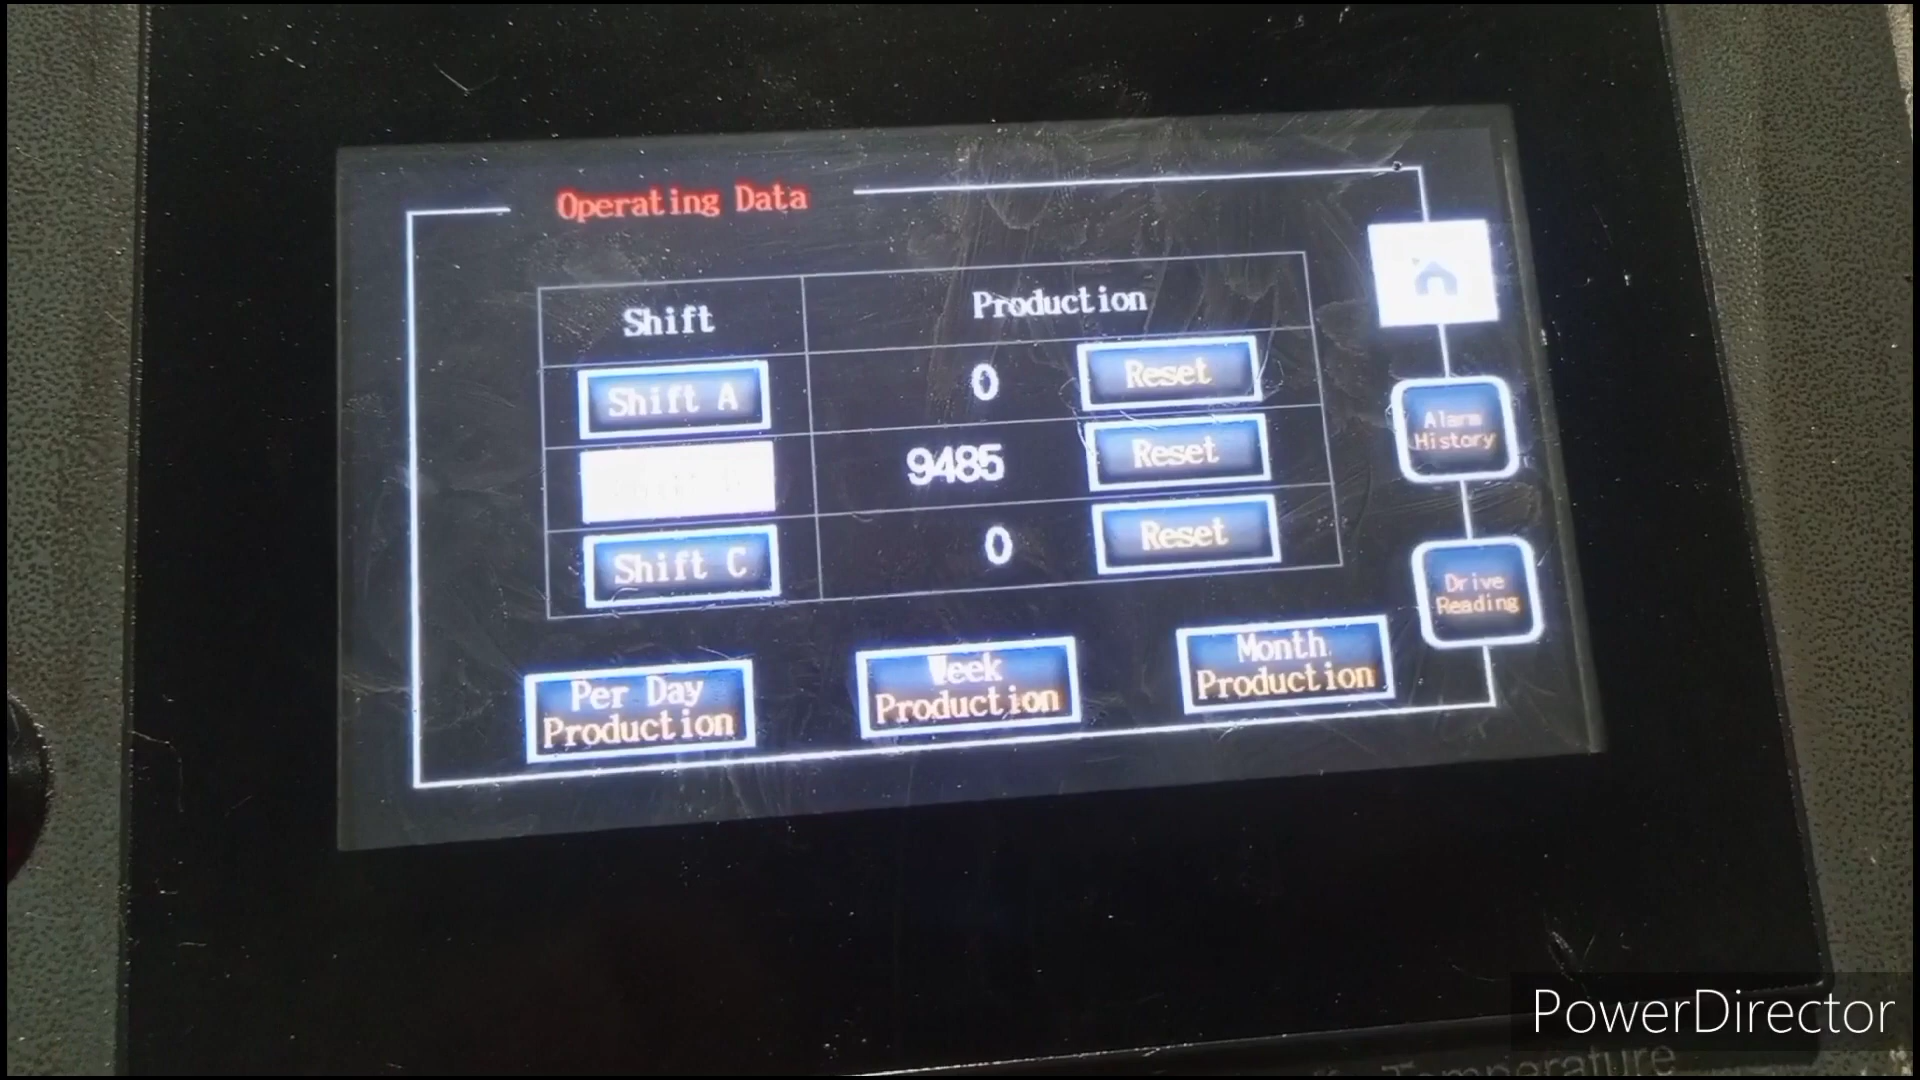 Operating Data
Shift
Production
Shift A
0
Reset
9485
Reset
Shift C
0
Reset
Alarm
History
Drive
Reading
Per Day
Production
Week
Production
Month
Production
PowerDirector
Temperature